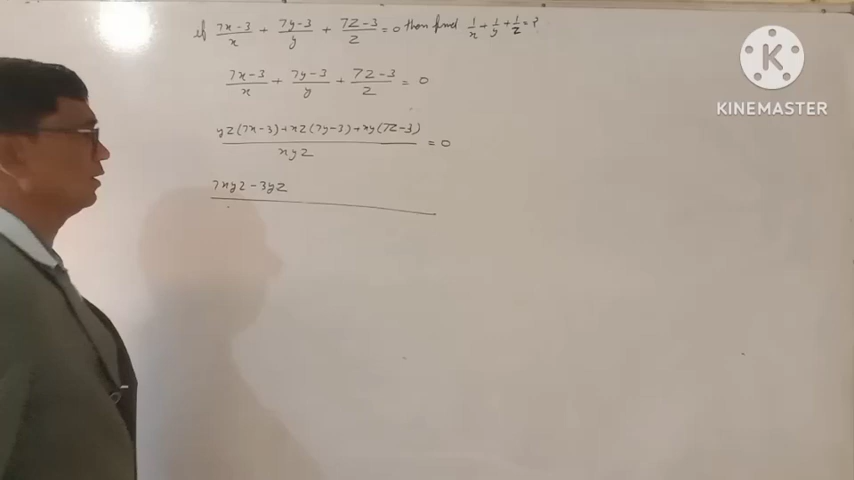 if (7x-3)/x + (7y-3)/y + (7z-3)/z = 0 then find 1/x + 1/y + 1/z = ?
(7x-3)/x + (7y-3)/y + (7z-3)/z = 0
(yz(7x-3)+xz(7y-3)+xy(7z-3))/xyz = 0
7xyz - 3yz
K
KINEMASTER